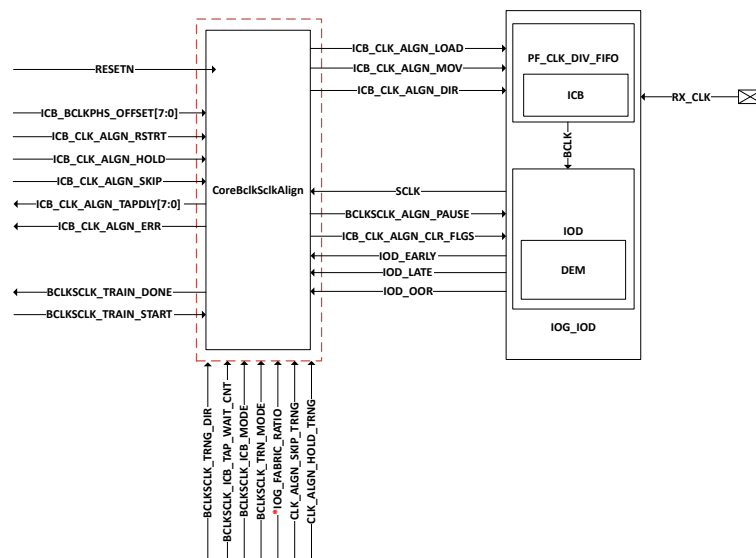 RESETN
ICB_BCLKPHS_OFFSET[7:0]
ICB_CLK_ALGN_RSTRT
ICB_CLK_ALGN_HOLD
ICB_CLK_ALGN_SKIP
ICB_CLK_ALGN_TAPDLY[7:0]
ICB_CLK_ALGN_ERR
BCLKSCLK_TRAIN_DONE
BCLKSCLK_TRAIN_START
CoreBclkSclkAlign
ICB_CLK_ALGN_LOAD
ICB_CLK_ALGN_MOV
ICB_CLK_ALGN_DIR
SCLK
BCLKSCLK_ALGN_PAUSE
ICB_CLK_ALGN_CLR_FLGS
IOD_EARLY
IOD_LATE
IOD_OOR
PF_CLK_DIV_FIFO
ICB
BCLK
IOD
DEM
IOG_IOD
RX_CLK
BCLKSCLK_TRNG_DIR
BCLKSCLK_ICB_TAP_WAIT_CNT
BCLKSCLK_ICB_MODE
BCLKSCLK_TRN_MODE
*IOG_FABRIC_RATIO
CLK_ALGN_SKIP_TRNG
CLK_ALGN_HOLD_TRNG